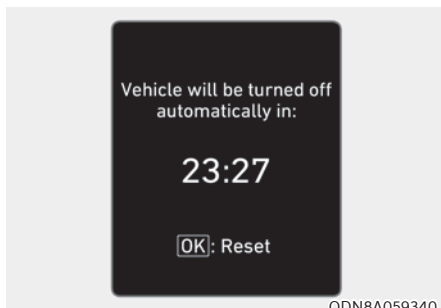 Vehicle will be turned off
automatically in:
23:27
OK: Reset
ODN8A059340